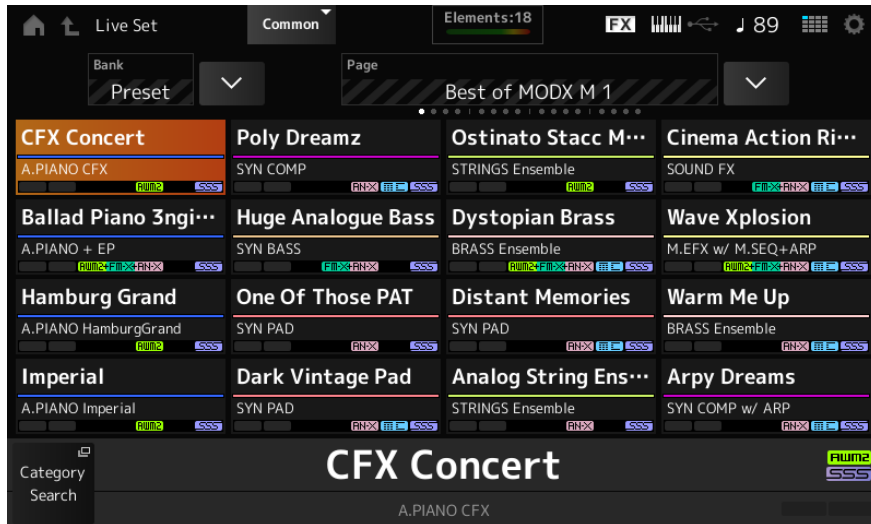 Live Set
Common
Elements:18
FX
♩ 89
Bank
Preset
Page
Best of MODX M 1
CFX Concert
A.PIANO CFX
AWM2 SSS
Poly Dreamz
SYN COMP
AN-X SSS
Ostinato Stacc M···
STRINGS Ensemble
AWM2 SSS
Cinema Action Ri···
SOUND FX
FM-X+AN-X SSS
Ballad Piano 3ngi···
A.PIANO + EP
AWM2+FM-X+AN-X SSS
Huge Analogue Bass
SYN BASS
FM-X+AN-X SSS
Dystopian Brass
BRASS Ensemble
AWM2+FM-X+AN-X SSS
Wave Xplosion
M.EFX w/ M.SEQ+ARP
AWM2+FM-X+AN-X SSS
Hamburg Grand
A.PIANO HamburgGrand
AWM2 SSS
One Of Those PAT
SYN PAD
AN-X SSS
Distant Memories
SYN PAD
AN-X SSS
Warm Me Up
BRASS Ensemble
AN-X SSS
Imperial
A.PIANO Imperial
AWM2 SSS
Dark Vintage Pad
SYN PAD
AN-X SSS
Analog String Ens···
STRINGS Ensemble
AN-X SSS
Arpy Dreams
SYN COMP w/ ARP
AN-X SSS
Category
Search
CFX Concert
AWM2
SSS
A.PIANO CFX